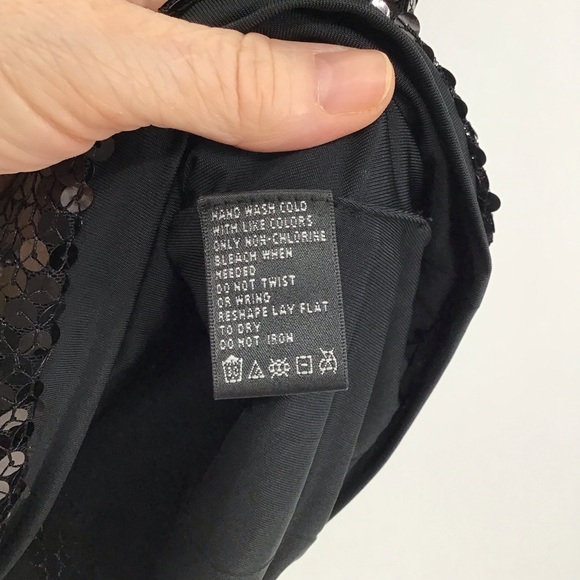 HAND WASH COLD
WITH LIKE COLORS
ONLY NON-CHLORINE
BLEACH WHEN
NEEDED
DO NOT TWIST
OR WRING
RESHAPE LAY FLAT
TO DRY
DO NOT IRON
30